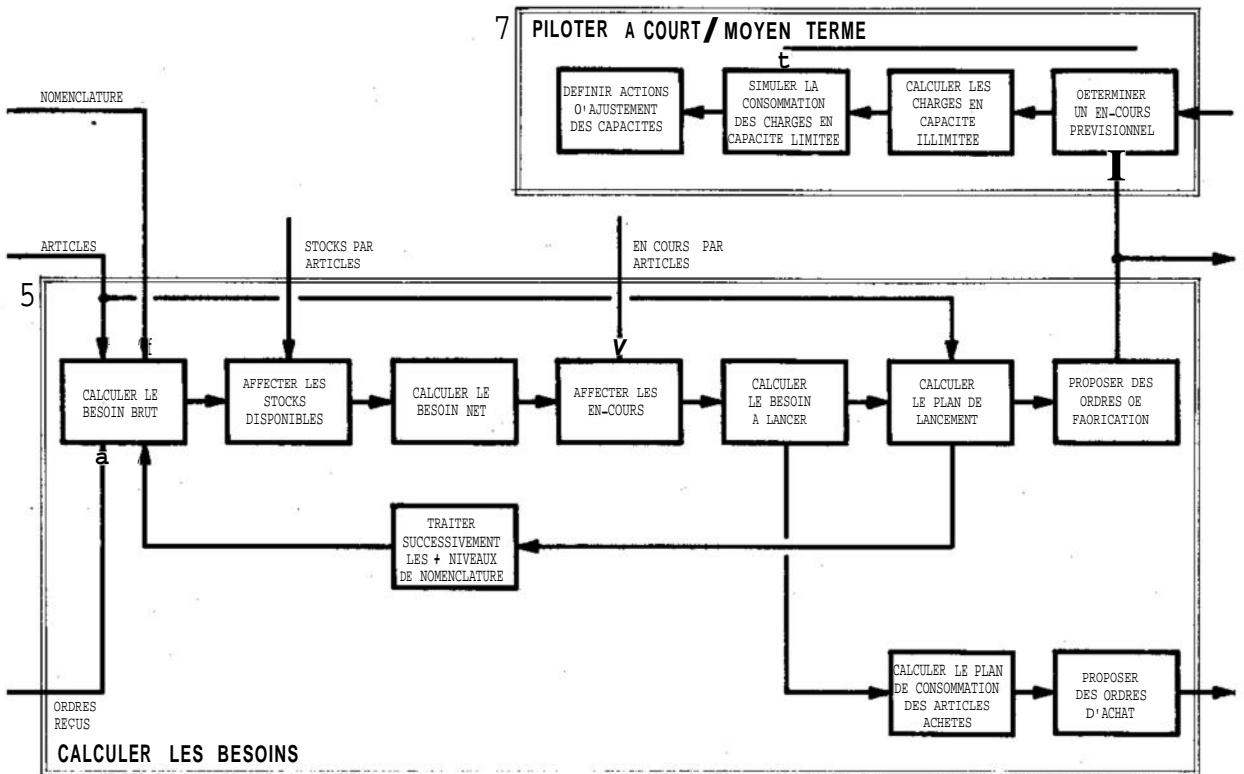 7 PILOTER A COURT/MOYEN TERME
t
DEFINIR ACTIONS
O'AJUSTEMENT
DES CAPACITES
SIMULER LA
CONSOMMATION
DES CHARGES EN
CAPACITE LIMITEE
CALCULER LES
CHARGES EN
CAPACITE
ILLIMITEE
OETERMINER
UN EN-COURS
PREVISIONNEL
I
NOMENCLATURE
ARTICLES
STOCKS PAR
ARTICLES
EN COURS PAR
ARTICLES
5
f
V
CALCULER LE
BESOIN BRUT
a
AFFECTER LES
STOCKS
DISPONIBLES
CALCULER LE
BESOIN NET
AFFECTER LES
EN-COURS
CALCULER
LE BESOIN
A LANCER
CALCULER
LE PLAN DE
LANCEMENT
PROPOSER DES
ORDRES OE
FAORICATION
TRAITER
SUCCESSIVEMENT
LES + NIVEAUX
DE NOMENCLATURE
CALCULER LE PLAN
DE CONSOMMATION
DES ARTICLES
ACHETES
PROPOSER
DES ORDRES
D'ACHAT
ORDRES
REÇUS
CALCULER LES BESOINS